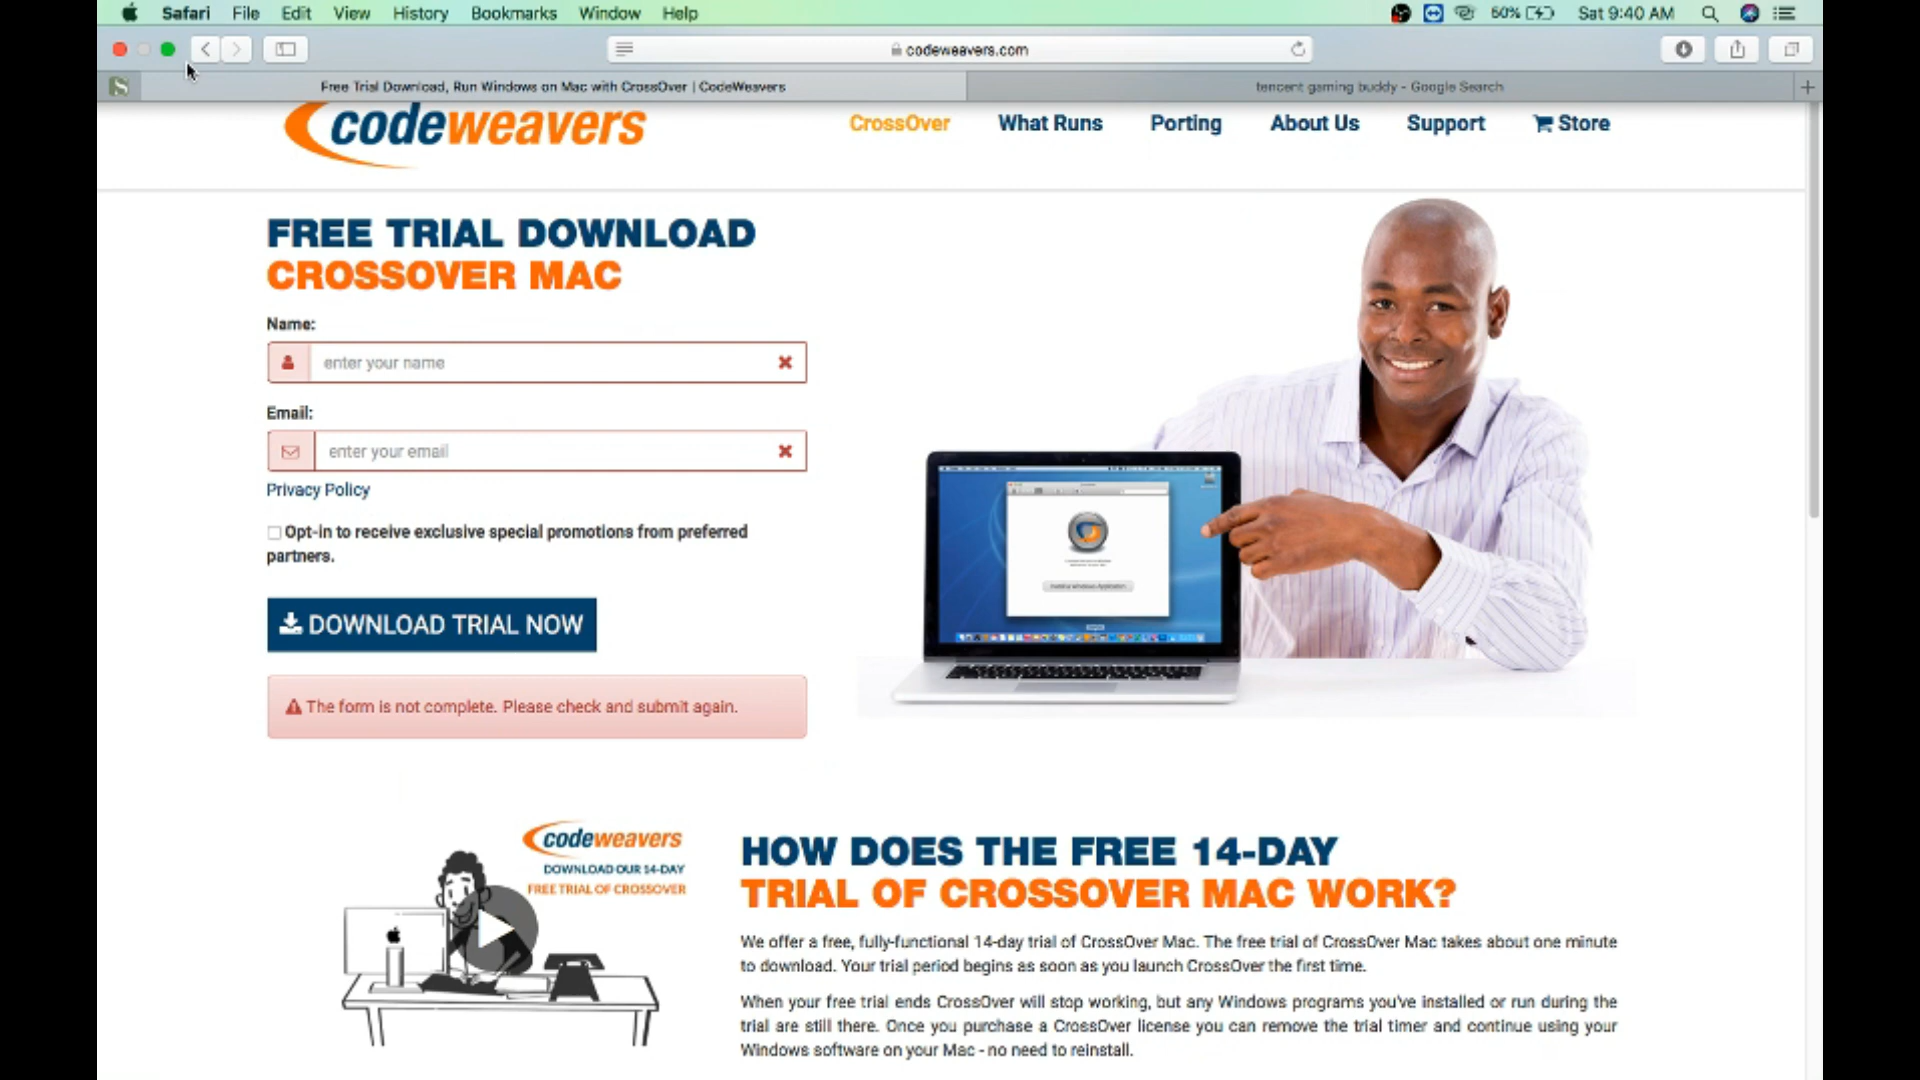 Safari File Edit View History Bookmarks Window Help 50% Sat 9:40 AM
codeweavers.com
Free Trial Download, Run Windows on Mac with CrossOver | CodeWeavers
tencent gaming buddy - Google Search
codeweavers
CrossOver What Runs Porting About Us Support Store
FREE TRIAL DOWNLOAD
CROSSOVER MAC
Name:
enter your name
Email:
enter your email
Privacy Policy
Opt-in to receive exclusive special promotions from preferred
partners.
DOWNLOAD TRIAL NOW
The form is not complete. Please check and submit again.
codeweavers
DOWNLOAD OUR 14-DAY
FREE TRIAL OF CROSSOVER
HOW DOES THE FREE 14-DAY
TRIAL OF CROSSOVER MAC WORK?
We offer a free, fully-functional 14-day trial of CrossOver Mac. The free trial of CrossOver Mac takes about one minute
to download. Your trial period begins as soon as you launch CrossOver the first time.
When your free trial ends CrossOver will stop working, but any Windows programs you've installed or run during the
trial are still there. Once you purchase a CrossOver license you can remove the trial timer and continue using your
Windows software on your Mac - no need to reinstall.